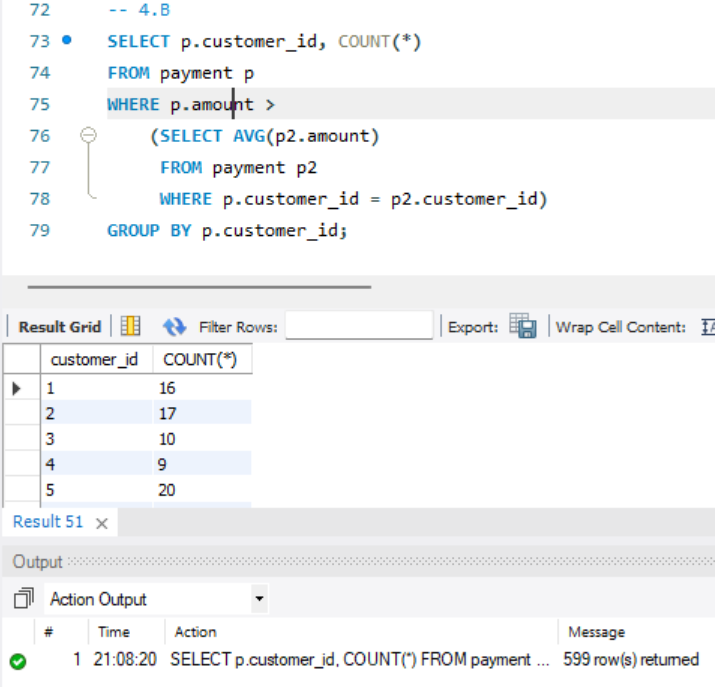 72 -- 4.B
73 SELECT p.customer_id, COUNT(*)
74 FROM payment p
75 WHERE p.amount >
76 (SELECT AVG(p2.amount)
77 FROM payment p2
78 WHERE p.customer_id = p2.customer_id)
79 GROUP BY p.customer_id;
Result Grid Filter Rows: Export: Wrap Cell Content:
customer_id COUNT(*)
1 16
2 17
3 10
4 9
5 20
Result 51
Output
Action Output
# Time Action Message
1 21:08:20 SELECT p.customer_id, COUNT(*) FROM payment ... 599 row(s) returned